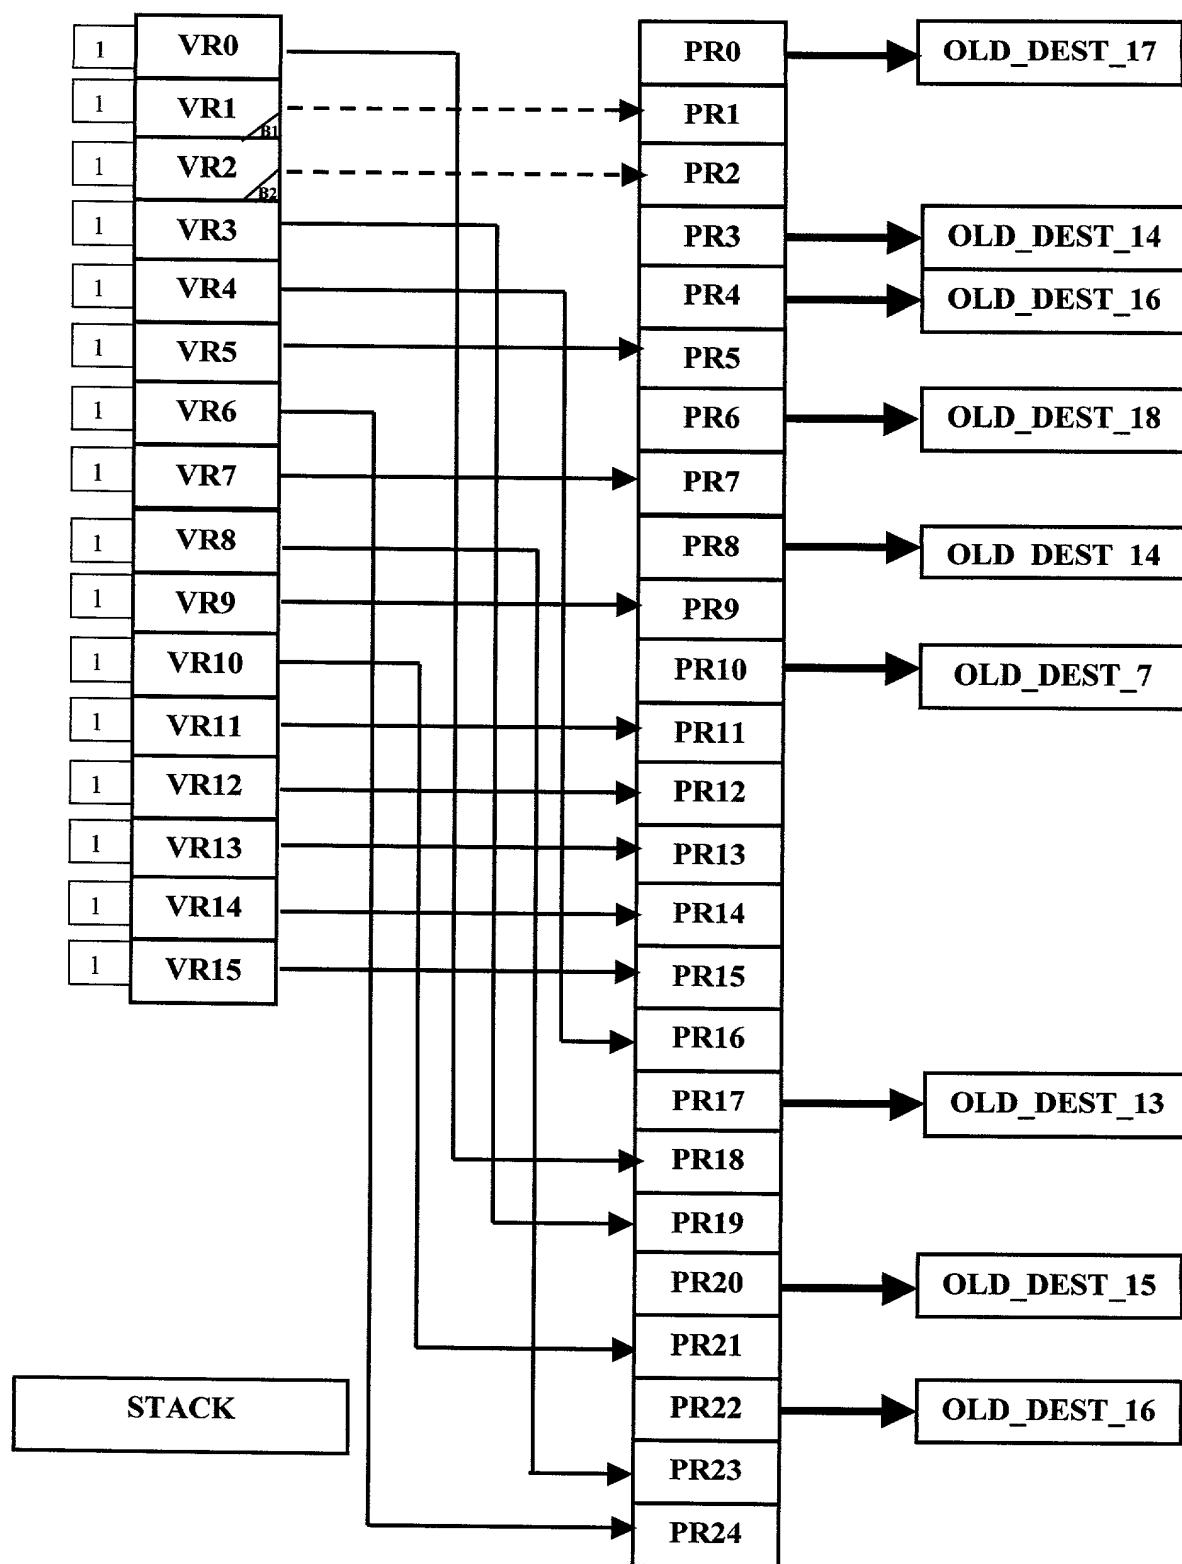 1 VR0 PR0 OLD_DEST_17
1 VR1 B1 PR1
1 VR2 B2 PR2
1 VR3 PR3 OLD_DEST_14
1 VR4 PR4 OLD_DEST_16
1 VR5 PR5
1 VR6 PR6 OLD_DEST_18
1 VR7 PR7
1 VR8 PR8 OLD DEST 14
1 VR9 PR9
1 VR10 PR10 OLD_DEST_7
1 VR11 PR11
1 VR12 PR12
1 VR13 PR13
1 VR14 PR14
1 VR15 PR15
PR16
PR17 OLD_DEST_13
PR18
PR19
PR20 OLD_DEST_15
PR21
STACK PR22 OLD_DEST_16
PR23
PR24